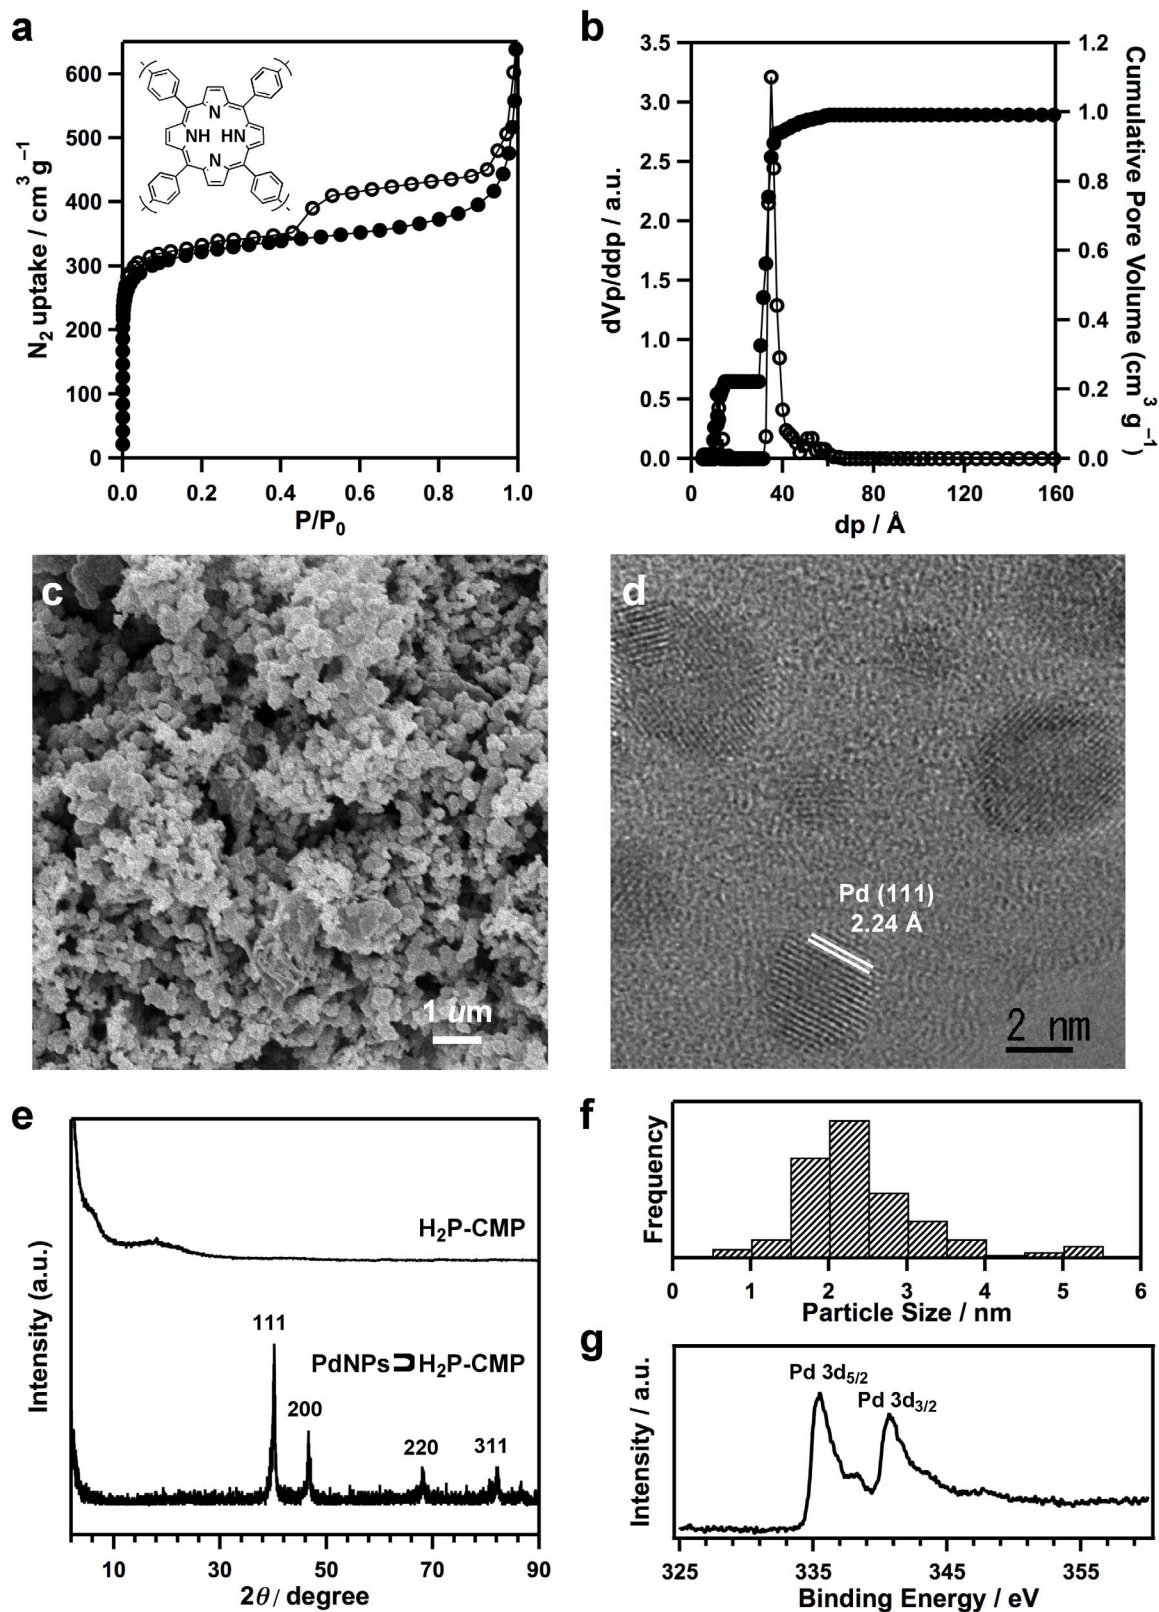 a
600
500
400
300
200
100
0
N₂ uptake / cm³ g⁻¹
N
NH HN
N
0.0 0.2 0.4 0.6 0.8 1.0
P/P₀
b
3.5
3.0
2.5
2.0
1.5
1.0
0.5
0.0
dVp/ddp / a.u.
1.2
1.0
0.8
0.6
0.4
0.2
0.0
Cumulative Pore Volume (cm³ g⁻¹)
0 40 80 120 160
dp / Å
c
1 um
d
Pd (111)
2.24 Å
2 nm
e
Intensity (a.u.)
H₂P-CMP
111
PdNPs⊃H₂P-CMP
200
220
311
10 30 50 70 90
2θ / degree
f
Frequency
0 1 2 3 4 5 6
Particle Size / nm
g
Intensity / a.u.
Pd 3d5/2
Pd 3d3/2
325 335 345 355
Binding Energy / eV